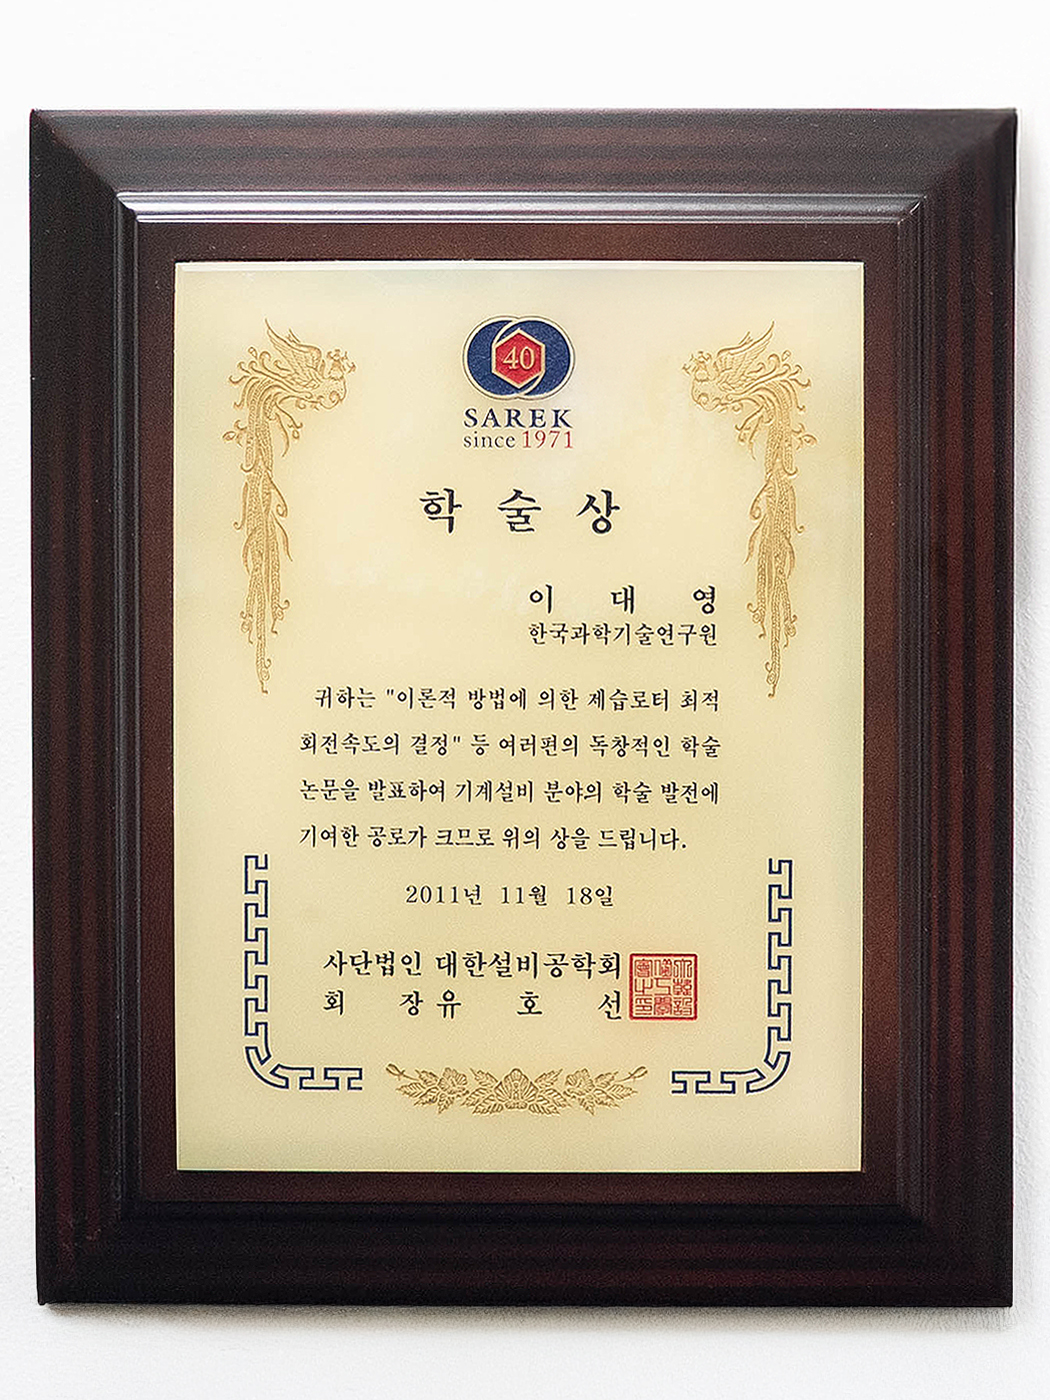 40
SAREK
since 1971
학 술 상
이 대 영
한국과학기술연구원
귀하는 "이론적 방법에 의한 제습로터 최적
회전속도의 결정" 등 여러편의 독창적인 학술
논문을 발표하여 기계설비 분야의 학술 발전에
기여한 공로가 크므로 위의 상을 드립니다.
2011년 11월 18일
사단법인 대한설비공학회
회 장 유 호 선